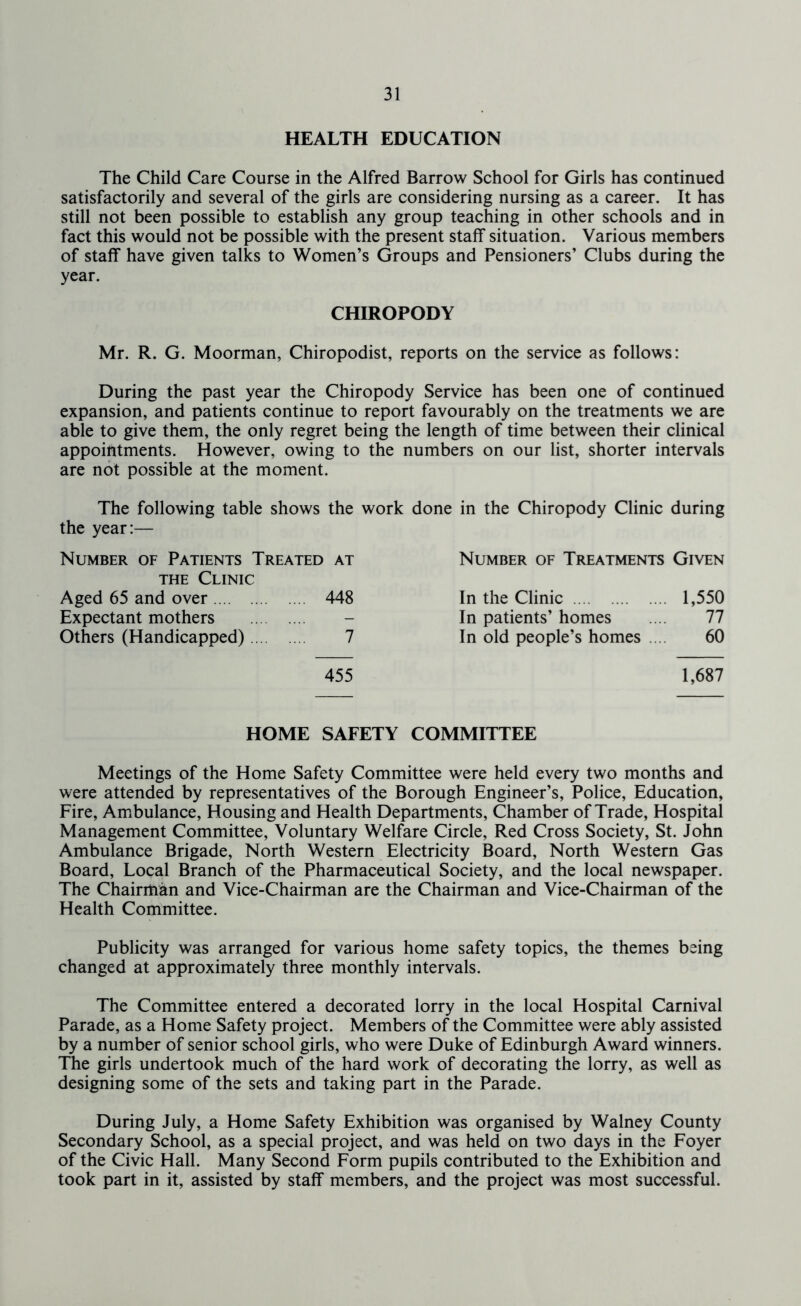 31
HEALTH EDUCATION
The Child Care Course in the Alfred Barrow School for Girls has continued
satisfactorily and several of the girls are considering nursing as a career. It has
still not been possible to establish any group teaching in other schools and in
fact this would not be possible with the present staff situation. Various members
of staff have given talks to Women's Groups and Pensioners' Clubs during the
year.
CHIROPODY
Mr. R. G. Moorman, Chiropodist, reports on the service as follows:
During the past year the Chiropody Service has been one of continued
expansion, and patients continue to report favourably on the treatments we are
able to give them, the only regret being the length of time between their clinical
appointments. However, owing to the numbers on our list, shorter intervals
are not possible at the moment.
The following table shows the work done in the Chiropody Clinic during
the year:—
Number of Patients Treated at
the Clinic
Aged 65 and over .... .... .... 448
Expectant mothers .... .... –
Others (Handicapped) .... .... 7
455
Number of Treatments Given
In the Clinic .... .... .... 1,550
In patients' homes .... 77
In old people's homes .... 60
1,687
HOME SAFETY COMMITTEE
Meetings of the Home Safety Committee were held every two months and
were attended by representatives of the Borough Engineer's, Police, Education,
Fire, Ambulance, Housing and Health Departments, Chamber of Trade, Hospital
Management Committee, Voluntary Welfare Circle, Red Cross Society, St. John
Ambulance Brigade, North Western Electricity Board, North Western Gas
Board, Local Branch of the Pharmaceutical Society, and the local newspaper.
The Chairman and Vice-Chairman are the Chairman and Vice-Chairman of the
Health Committee.
Publicity was arranged for various home safety topics, the themes being
changed at approximately three monthly intervals.
The Committee entered a decorated lorry in the local Hospital Carnival
Parade, as a Home Safety project. Members of the Committee were ably assisted
by a number of senior school girls, who were Duke of Edinburgh Award winners.
The girls undertook much of the hard work of decorating the lorry, as well as
designing some of the sets and taking part in the Parade.
During July, a Home Safety Exhibition was organised by Walney County
Secondary School, as a special project, and was held on two days in the Foyer
of the Civic Hall. Many Second Form pupils contributed to the Exhibition and
took part in it, assisted by staff members, and the project was most successful.